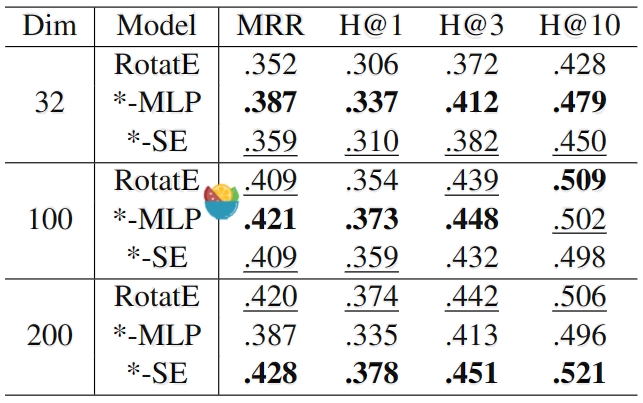 Dim Model MRR H@1 H@3 H@10
RotatE .352 .306 .372 .428
32 *-MLP .387 .337 .412 .479
*-SE .359 .310 .382 .450
RotatE .409 .354 .439 .509
100 *-MLP .421 .373 .448 .502
*-SE .409 .359 .432 .498
RotatE .420 .374 .442 .506
200 *-MLP .387 .335 .413 .496
*-SE .428 .378 .451 .521